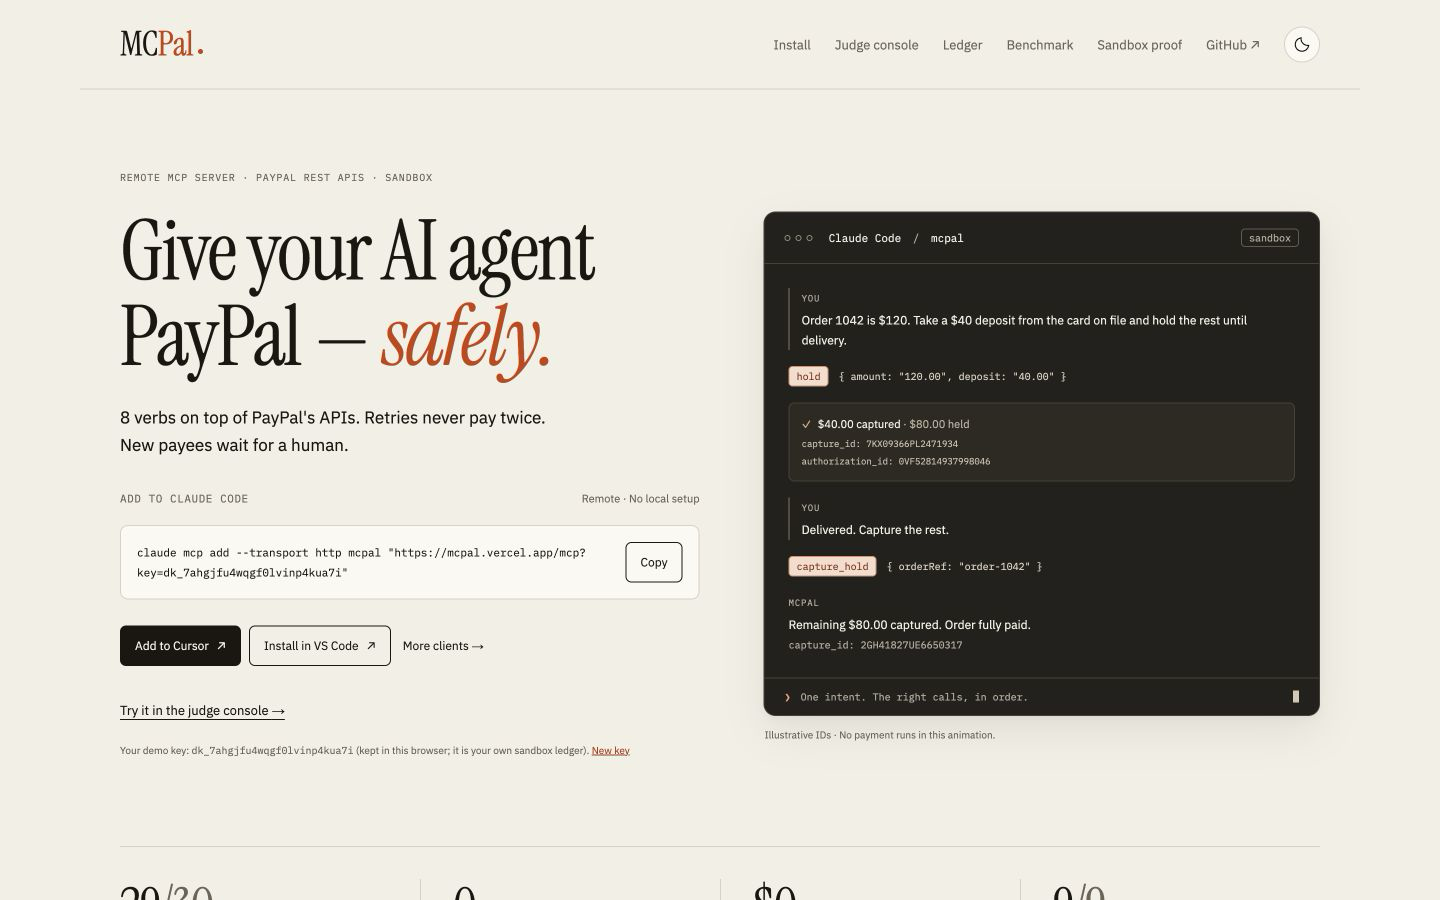 MCPal.
Install Judge console Ledger Benchmark Sandbox proof GitHub ↗
REMOTE MCP SERVER · PAYPAL REST APIS · SANDBOX
Give your AI agent
PayPal — safely.
8 verbs on top of PayPal's APIs. Retries never pay twice.
New payees wait for a human.
ADD TO CLAUDE CODE Remote · No local setup
claude mcp add --transport http mcpal "https://mcpal.vercel.app/mcp?
key=dk_7ahgjfu4wqgf0lvinp4kua7i"
Copy
Add to Cursor ↗ Install in VS Code ↗ More clients →
Try it in the judge console →
Your demo key: dk_7ahgjfu4wqgf0lvinp4kua7i (kept in this browser; it is your own sandbox ledger). New key
Claude Code / mcpal sandbox
YOU
Order 1042 is $120. Take a $40 deposit from the card on file and hold the rest until
delivery.
hold { amount: "120.00", deposit: "40.00" }
✓ $40.00 captured · $80.00 held
capture_id: 7KX09366PL2471934
authorization_id: 0VF52814937998046
YOU
Delivered. Capture the rest.
capture_hold { orderRef: "order-1042" }
MCPAL
Remaining $80.00 captured. Order fully paid.
capture_id: 2GH41827UE6650317
❯ One intent. The right calls, in order.
Illustrative IDs · No payment runs in this animation.